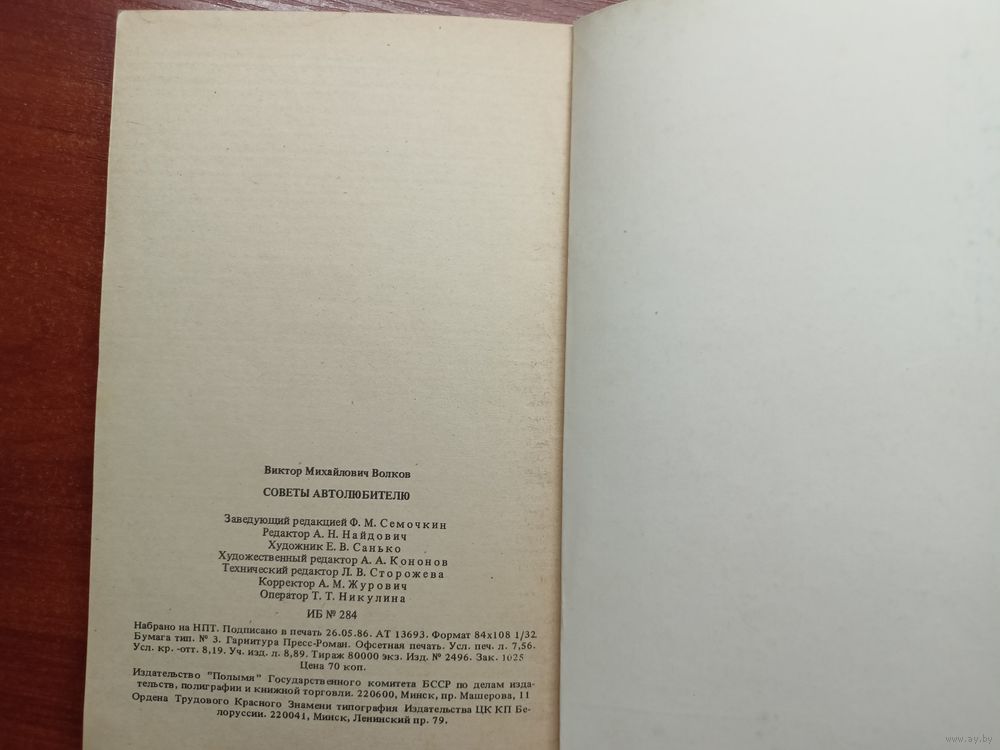 Виктор Михайлович Волков
СОВЕТЫ АВТОЛЮБИТЕЛЮ
Заведующий редакцией Ф. М. Семочкин
Редактор А. Н. Найдович
Художник Е. В. Санько
Художественный редактор А. А. Кононов
Технический редактор Л. В. Сторожева
Корректор А. М. Журович
Оператор Т. Т. Никулина
ИБ № 284
Набрано на НПТ. Подписано в печать 26.05.86. АТ 13693. Формат 84х108 1/32
Бумага тип. № 3. Гарнитура Пресс-Роман. Офсетная печать. Усл. печ. л. 7,56.
Усл. кр. -отт. 8,19. Уч. изд. л. 8,89. Тираж 80000 экз. Изд. № 2496. Зак. 1025
Цена 70 коп.
Издательство "Полымя" Государственного комитета БССР по делам изда-
тельств, полиграфии и книжной торговли. 220600, Минск, пр. Машерова, 11
Ордена Трудового Красного Знамени типография Издательства ЦК КП Бе-
лоруссии. 220041, Минск, Ленинский пр. 79.
www.ay.by